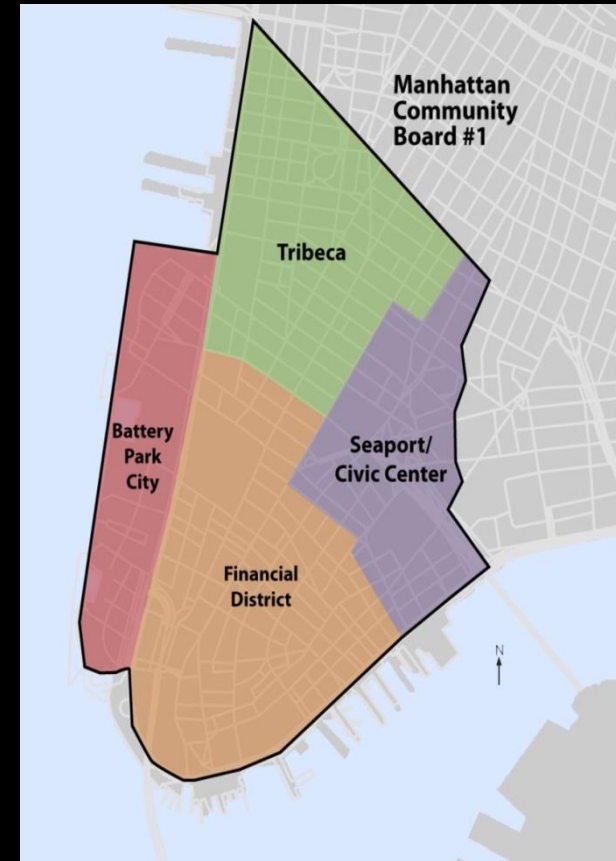 Manhattan
Community
Board #1
Tribeca
Battery
Park
City
Seaport/
Civic Center
Financial
District
N